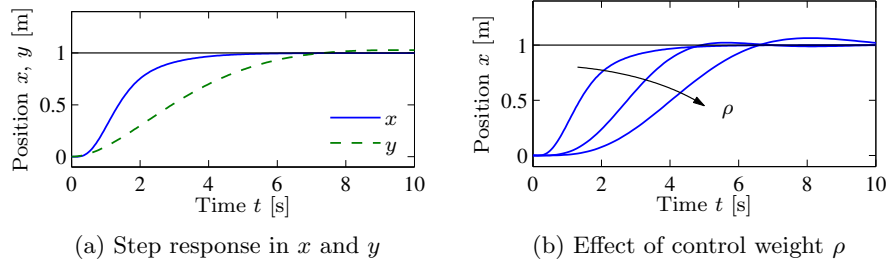 Position x, y [m]
1
0.5
0
0 2 4 6 8 10
Time t [s]
x
y
(a) Step response in x and y
Position x [m]
1
0.5
0
0 2 4 6 8 10
Time t [s]
ρ
(b) Effect of control weight ρ